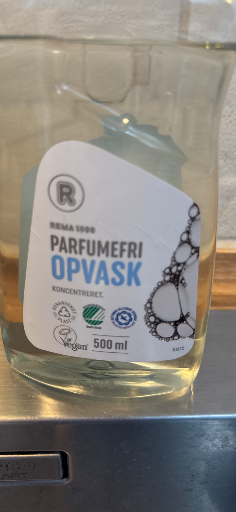 R
REMA 1000
PARFUMEFRI
OPVASK
KONCENTRERET.
Vegan
500 ml